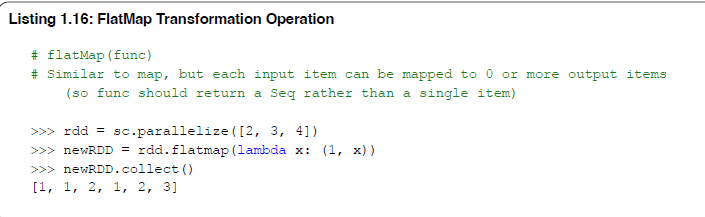 Listing 1.16: FlatMap Transformation Operation
# flatMap(func)
# Similar to map, but each input item can be mapped to 0 or more output items
(so func should return a Seq rather than a single item)
>>> rdd = sc.parallelize([2, 3, 4])
>>> newRDD = rdd.flatmap(lambda x: (1, x))
>>> newRDD.collect()
[1, 1, 2, 1, 2, 3]